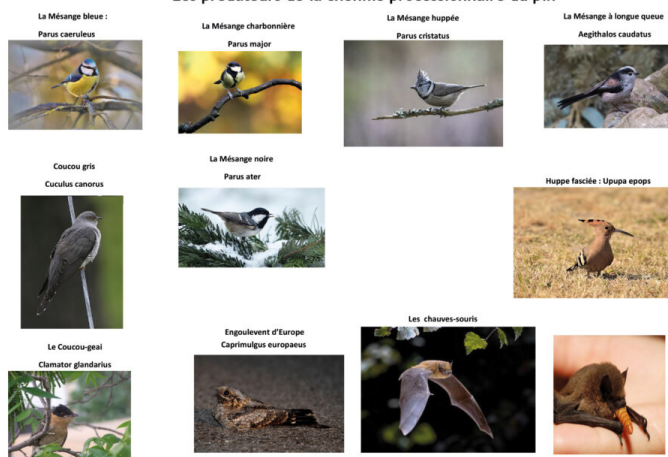 La Mésange bleue :
Parus caeruleus
La Mésange charbonnière
Parus major
La Mésange huppée
Parus cristatus
La Mésange à longue queue
Aegithalos caudatus
Coucou gris
Cuculus canorus
La Mésange noire
Parus ater
Huppe fasciée : Upupa epops
Le Coucou-geai
Clamator glandarius
Engoulevent d'Europe
Caprimulgus europaeus
Les chauves-souris